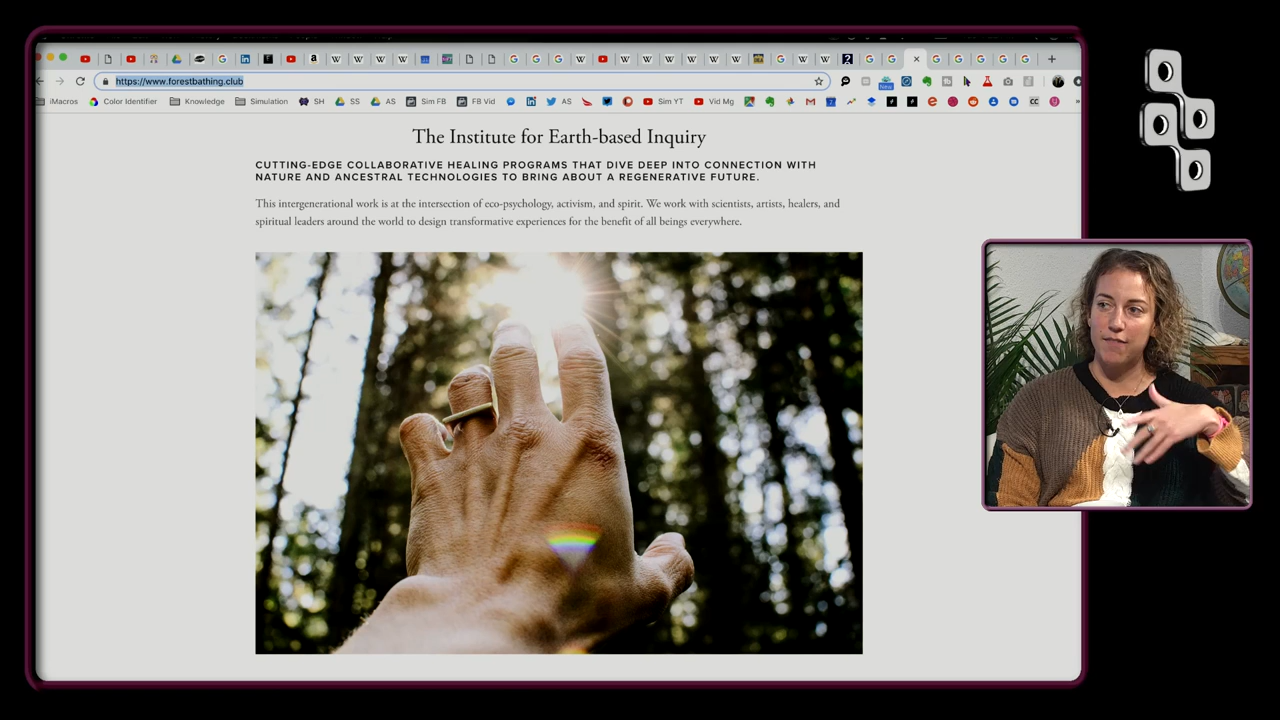 https://www.forestbathing.club
iMacros Color Identifier Knowledge Simulation SH SS AS Sim FB FB Vid AS Sim YT Vid Mg
The Institute for Earth-based Inquiry
CUTTING-EDGE COLLABORATIVE HEALING PROGRAMS THAT DIVE DEEP INTO CONNECTION WITH
NATURE AND ANCESTRAL TECHNOLOGIES TO BRING ABOUT A REGENERATIVE FUTURE.
This intergenerational work is at the intersection of eco-psychology, activism, and spirit. We work with scientists, artists, healers, and
spiritual leaders around the world to design transformative experiences for the benefit of all beings everywhere.